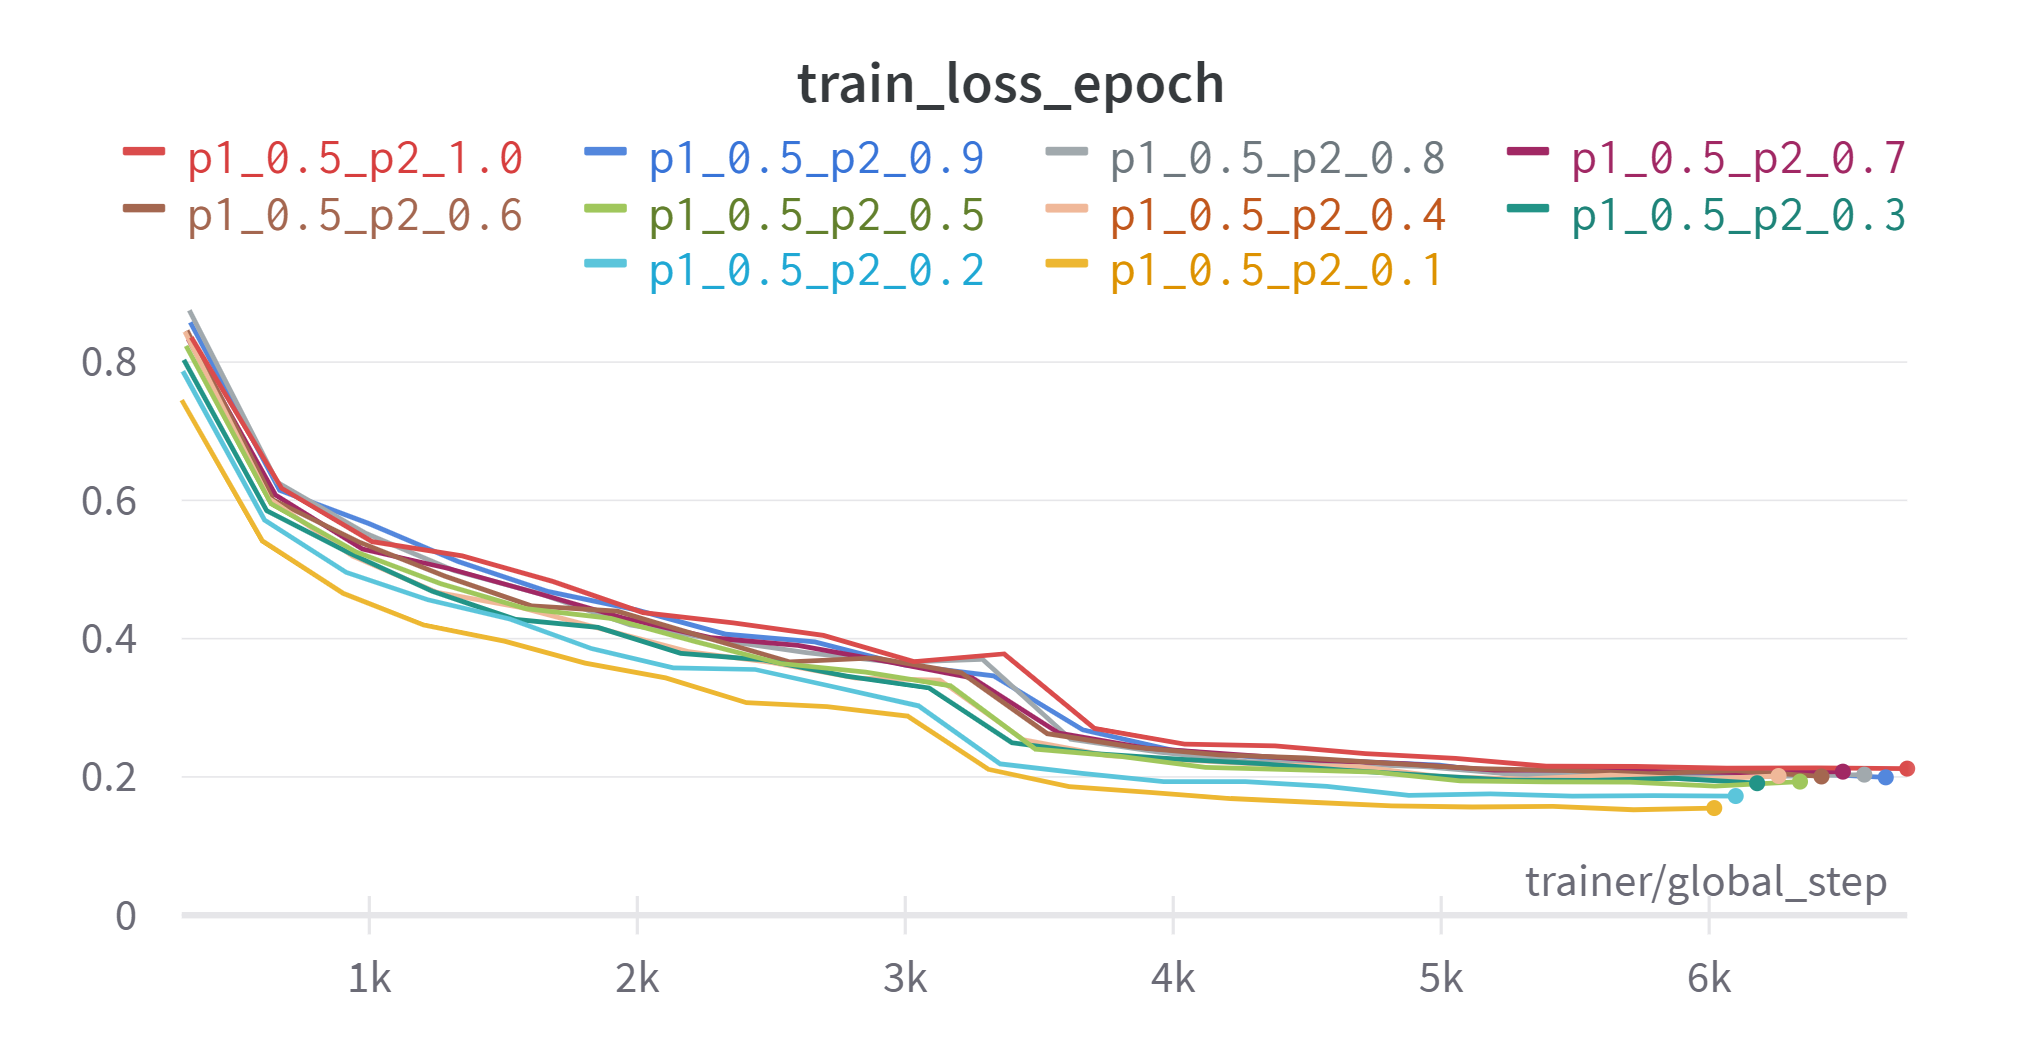 train_loss_epoch
p1_0.5_p2_1.0 p1_0.5_p2_0.9 p1_0.5_p2_0.8 p1_0.5_p2_0.7
p1_0.5_p2_0.6 p1_0.5_p2_0.5 p1_0.5_p2_0.4 p1_0.5_p2_0.3
p1_0.5_p2_0.2 p1_0.5_p2_0.1
0.8
0.6
0.4
0.2
trainer/global_step
0
1k 2k 3k 4k 5k 6k